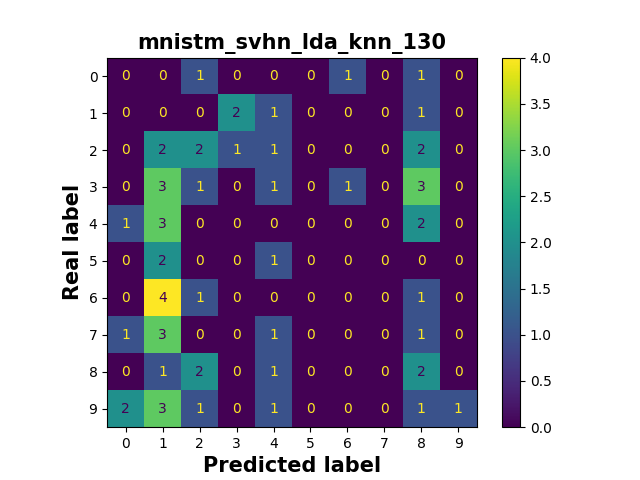 mnistm_svhn_lda_knn_130
0 0 0 1 0 0 0 1 0 1 0
1 0 0 0 2 1 0 0 0 1 0
2 0 2 2 1 1 0 0 0 2 0
3 0 3 1 0 1 0 1 0 3 0
4 1 3 0 0 0 0 0 0 2 0
5 0 2 0 0 1 0 0 0 0 0
6 0 4 1 0 0 0 0 0 1 0
7 1 3 0 0 1 0 0 0 1 0
8 0 1 2 0 1 0 0 0 2 0
9 2 3 1 0 1 0 0 0 1 1
0 1 2 3 4 5 6 7 8 9
Real label
Predicted label
4.0
3.5
3.0
2.5
2.0
1.5
1.0
0.5
0.0